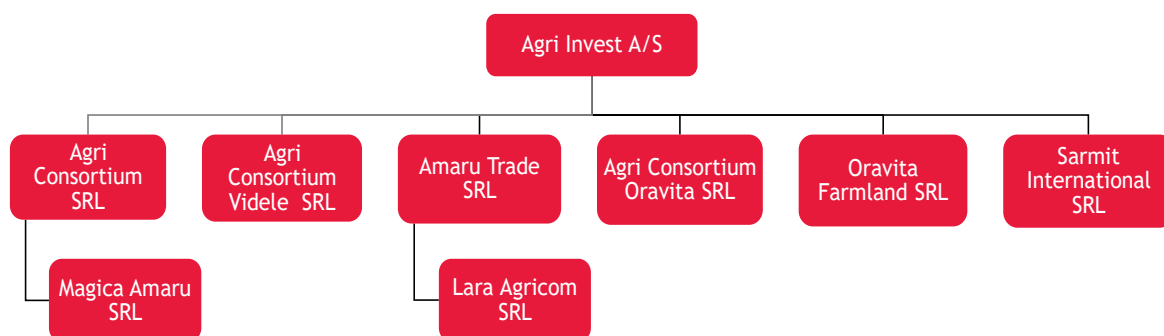 Agri Invest A/S
Agri
Consortium
SRL
Agri
Consortium
Videle SRL
Amaru Trade
SRL
Agri Consortium
Oravita SRL
Oravita
Farmland SRL
Sarmit
International
SRL
Magica Amaru
SRL
Lara Agricom
SRL